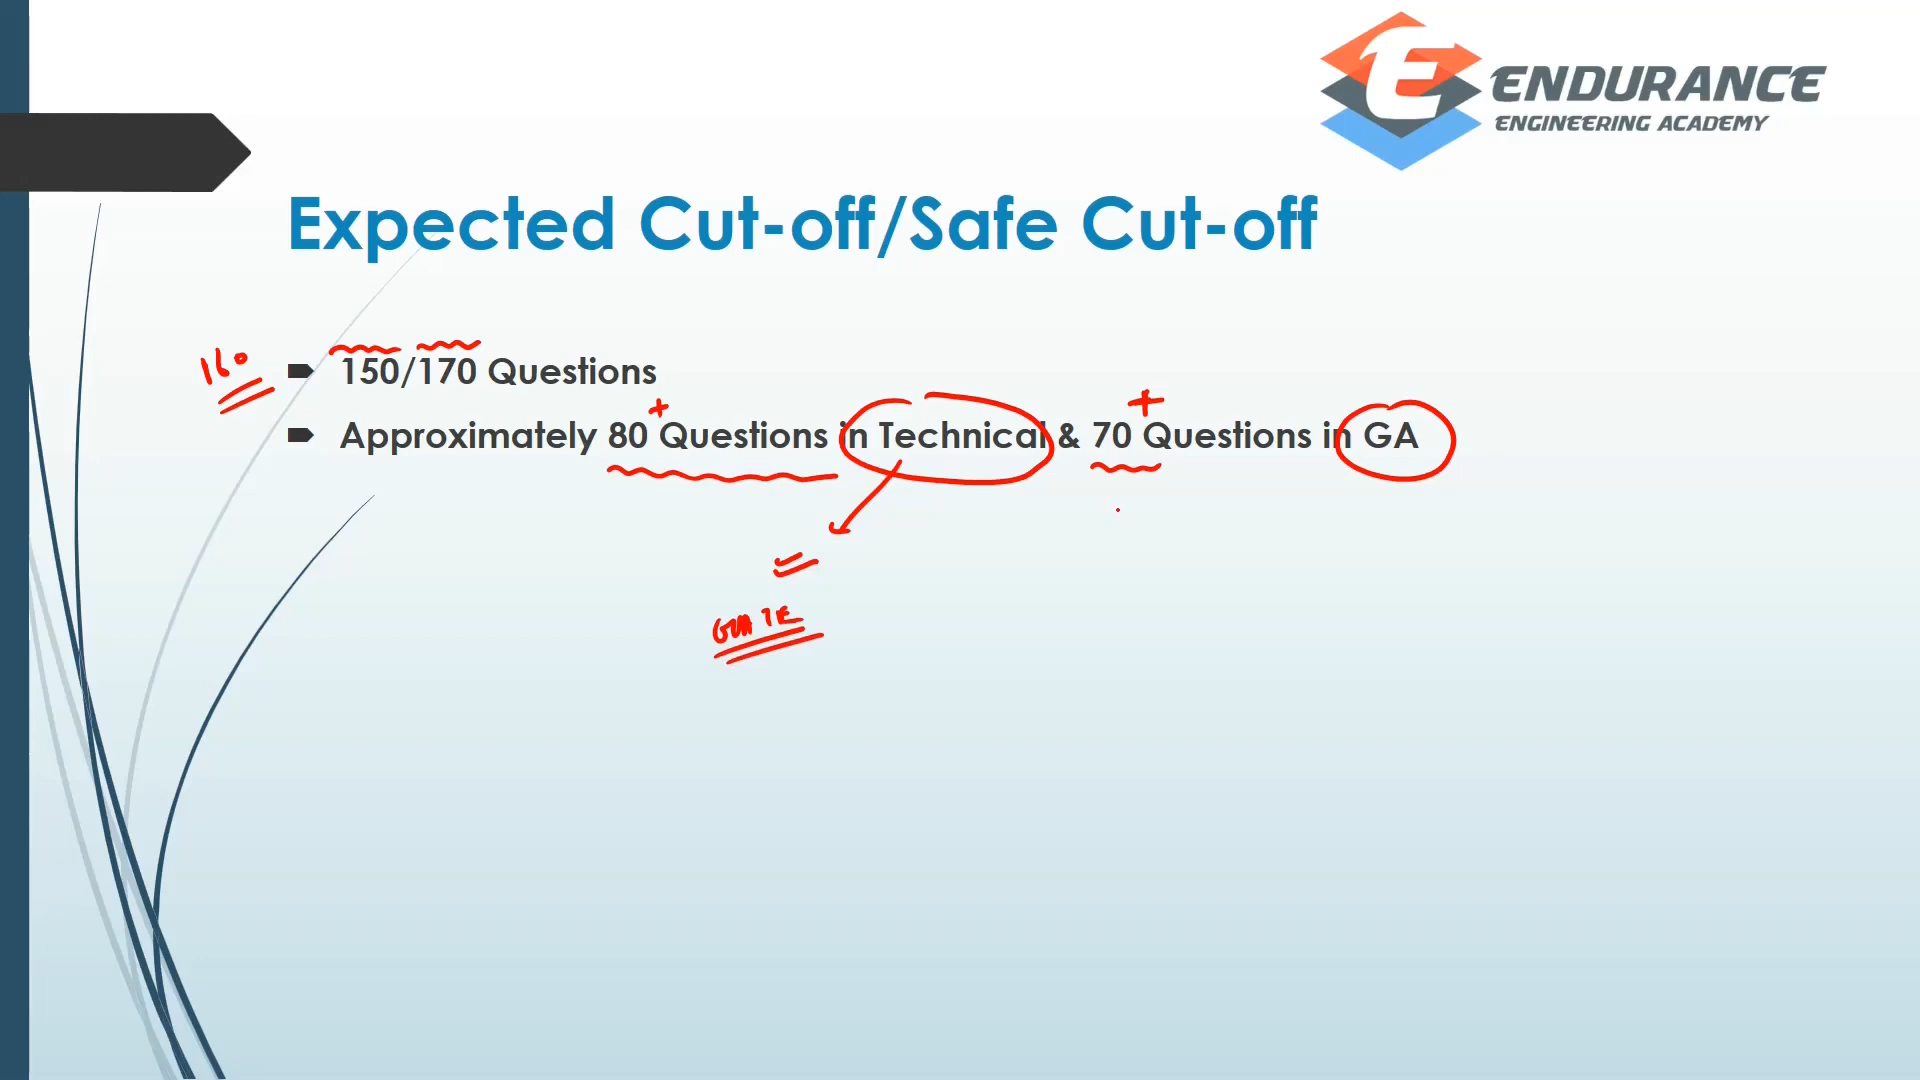 ENDURANCE
ENGINEERING ACADEMY
Expected Cut-off/Safe Cut-off
160
150/170 Questions
+ +
Approximately 80 Questions in Technical & 70 Questions in GA
GATE